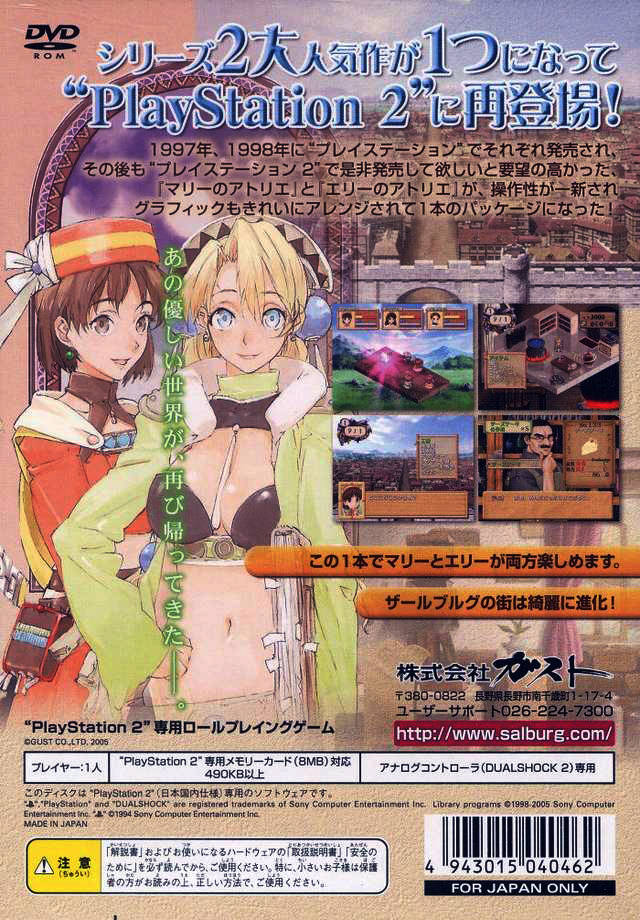 DVD
ROM
シリーズ2大人気作が1つになって
“PlayStation 2”に再登場！
1997年、1998年に“プレイステーション”でそれぞれ発売され、
その後も“プレイステーション 2”で是非発売して欲しいと要望の高かった、
『マリーのアトリエ』と『エリーのアトリエ』が、操作性が一新され
グラフィックもきれいにアレンジされて1本のパッケージになった！
あの優しい世界が、再び帰ってきた――。
この1本でマリーとエリーが両方楽しめます。
ザールブルグの街は綺麗に進化！
株式会社ガスト
〒380-0822 長野県長野市南千歳町1-17-4
ユーザーサポート026-224-7300
http://www.salburg.com/
“PlayStation 2”専用ロールプレイングゲーム
©GUST CO.,LTD. 2005
プレイヤー：1人
“PlayStation 2”専用メモリーカード(8MB)対応
490KB以上
アナログコントローラ(DUALSHOCK 2)専用
このディスクは “PlayStation 2”（日本国内仕様）専用のソフトウェアです。
"PlayStation" and "DUALSHOCK" are registered trademarks of Sony Computer Entertainment Inc. Library programs ©1998-2005 Sony Computer
Entertainment Inc. ©1994 Sony Computer Entertainment Inc.
MADE IN JAPAN
注意
(ちゅうい)
「解説書」およびお使いになるハードウェアの「取扱説明書」「安全の
ために」を必ず読んでから、ご使用ください。特に、小さいお子様は保護
者の方がお読みの上、正しい方法で、ご使用ください。
4 943015 040462
FOR JAPAN ONLY